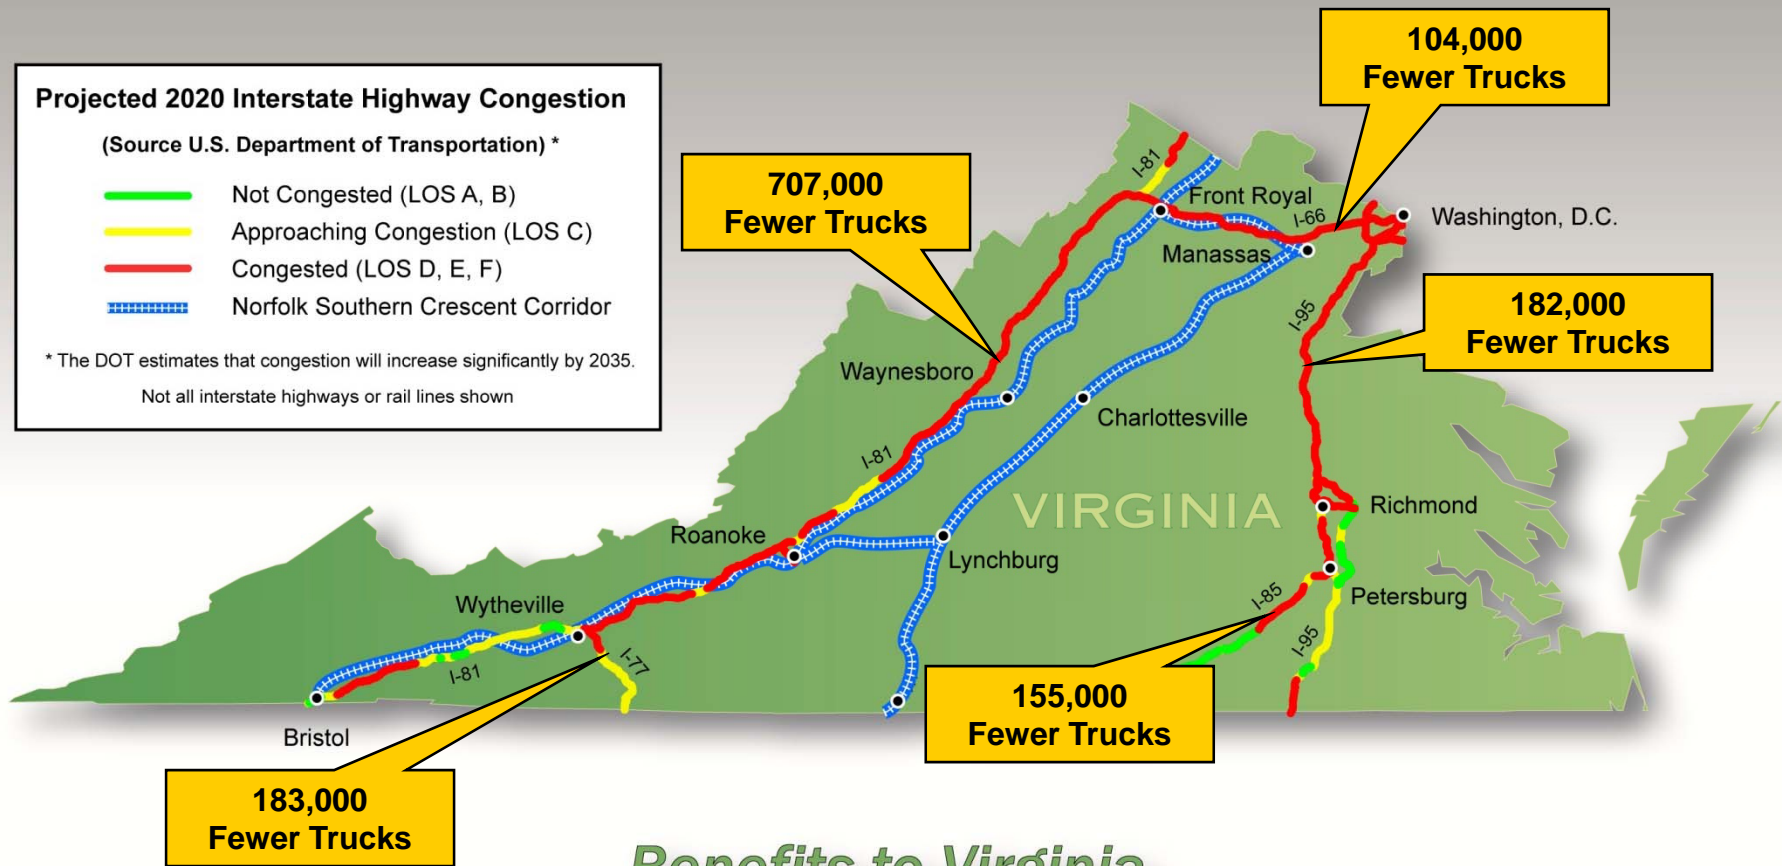 104,000
Fewer Trucks
Projected 2020 Interstate Highway Congestion
(Source U.S. Department of Transportation) *
Not Congested (LOS A, B)
Approaching Congestion (LOS C)
Congested (LOS D, E, F)
Norfolk Southern Crescent Corridor
* The DOT estimates that congestion will increase significantly by 2035.
Not all interstate highways or rail lines shown
707,000
Fewer Trucks
I-81
Front Royal
I-66
Washington, D.C.
Manassas
182,000
Fewer Trucks
I-95
Waynesboro
Charlottesville
I-81
VIRGINIA
Richmond
Roanoke
Lynchburg
Petersburg
I-85
Wytheville
I-95
I-77
I-81
155,000
Fewer Trucks
Bristol
183,000
Fewer Trucks
Benefits to Virginia